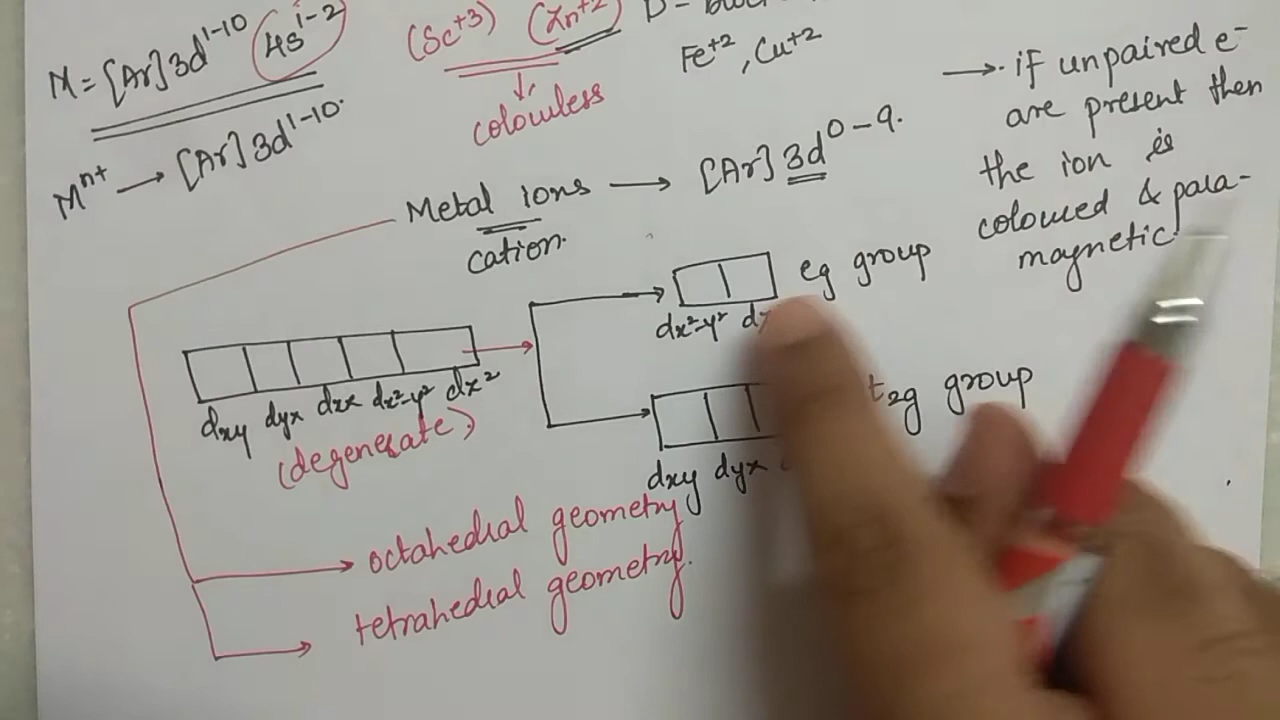 M = [Ar] 3d¹⁻¹⁰ 4s¹⁻²
(Sc⁺³) (Zn⁺²)
colourless
Fe⁺², Cu⁺²
Mⁿ⁺ → [Ar] 3d¹⁻¹⁰.
Metal ions → [Ar] 3d⁰⁻⁹.
cation.
→ if unpaired e⁻
are present then
the ion is
coloured & para-
magnetic.
eg group
dx²-y²
dxy dyx dzx dx²-y² dx²
(degenerate)
t₂g group
dxy dyx
octahedral geometry
tetrahedral geometry.